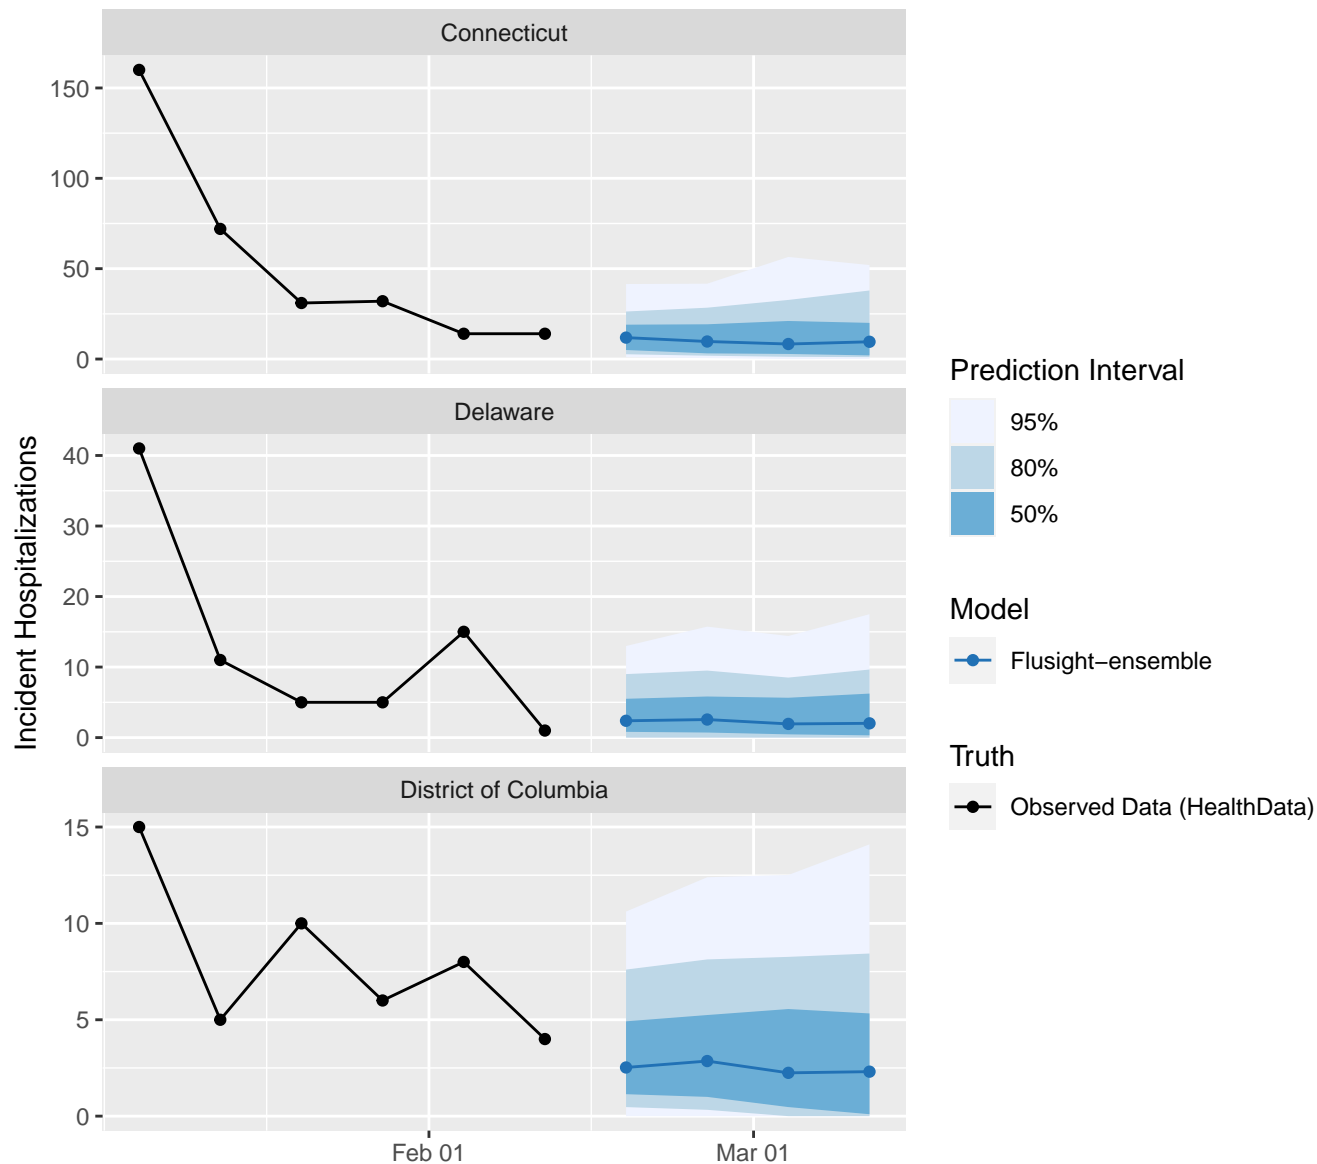 Connecticut
150
100
50
0
Delaware
40
30
20
10
0
District of Columbia
15
10
5
0
Feb 01
Mar 01
Incident Hospitalizations
Prediction Interval
95%
80%
50%
Model
Flusight−ensemble
Truth
Observed Data (HealthData)